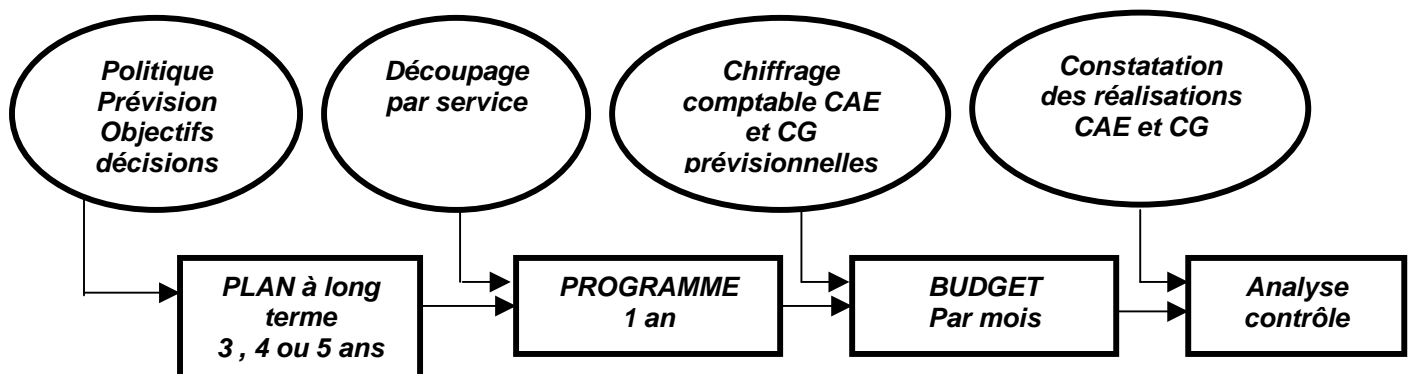 Politique
Prévision
Objectifs
décisions
Découpage
par service
Chiffrage
comptable CAE
et CG
prévisionnelles
Constatation
des réalisations
CAE et CG
PLAN à long
terme
3 , 4 ou 5 ans
PROGRAMME
1 an
BUDGET
Par mois
Analyse
contrôle